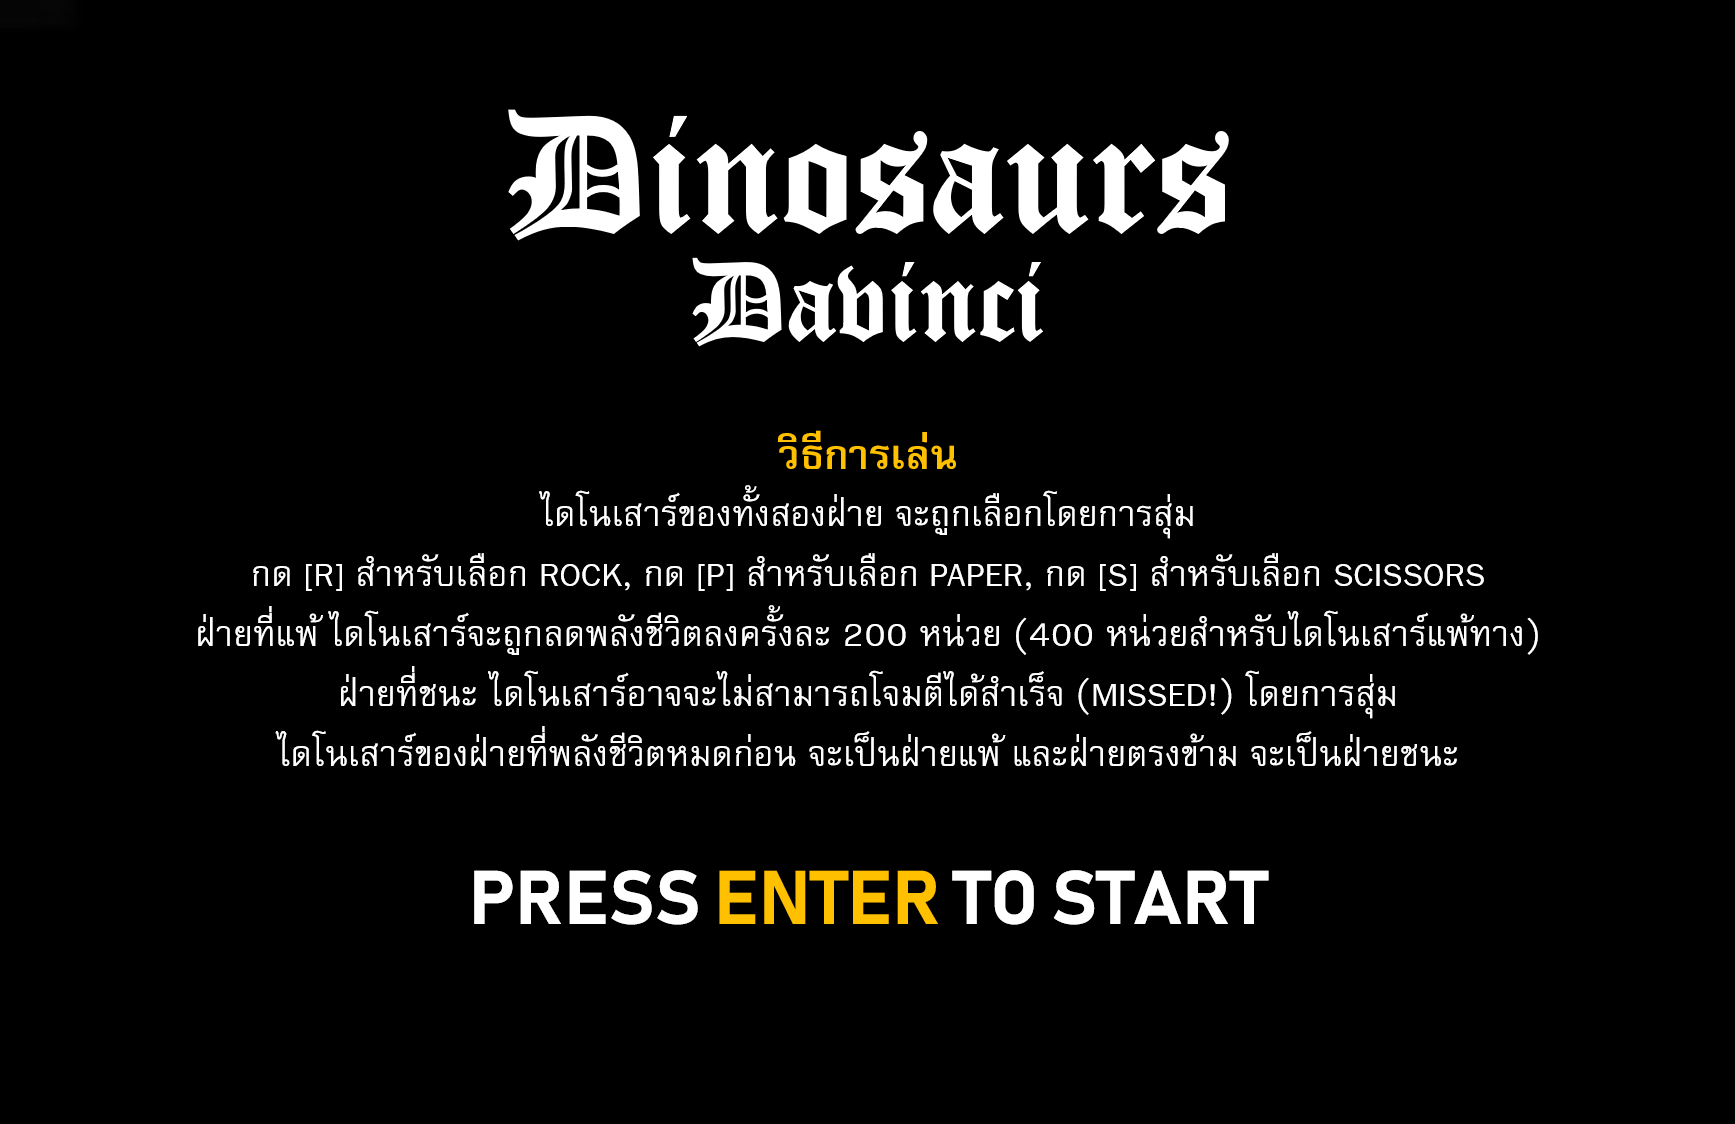 Dinosaurs
Davinci
วิธีการเล่น
ไดโนเสาร์ของทั้งสองฝ่าย จะถูกเลือกโดยการสุ่ม
กด [R] สำหรับเลือก ROCK, กด [P] สำหรับเลือก PAPER, กด [S] สำหรับเลือก SCISSORS
ฝ่ายที่แพ้ ไดโนเสาร์จะถูกลดพลังชีวิตลงครั้งละ 200 หน่วย (400 หน่วยสำหรับไดโนเสาร์แพ้ทาง)
ฝ่ายที่ชนะ ไดโนเสาร์อาจจะไม่สามารถโจมตีได้สำเร็จ (MISSED!) โดยการสุ่ม
ไดโนเสาร์ของฝ่ายที่พลังชีวิตหมดก่อน จะเป็นฝ่ายแพ้ และฝ่ายตรงข้าม จะเป็นฝ่ายชนะ
PRESS ENTER TO START